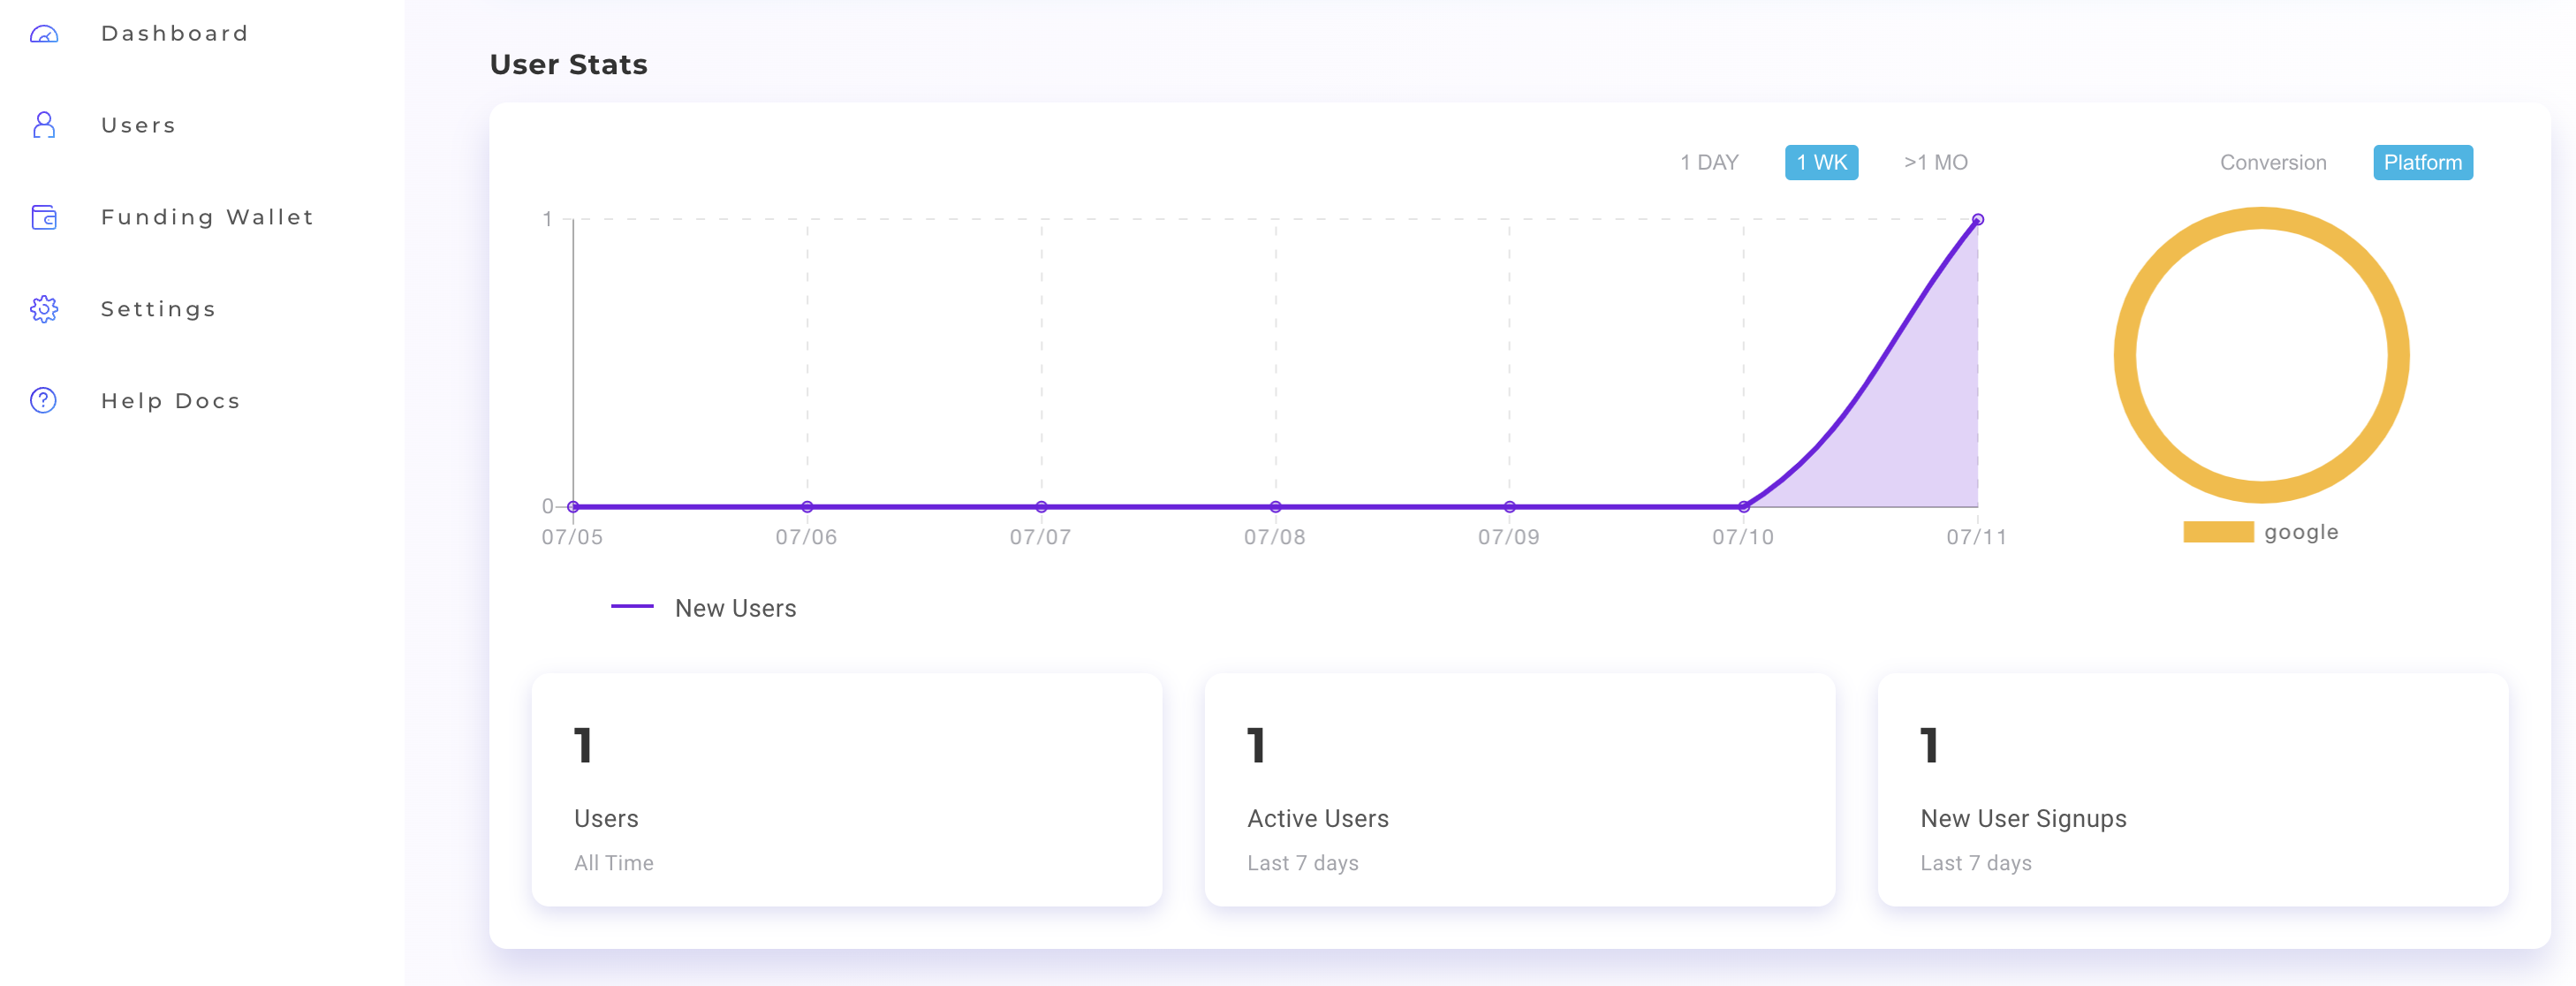 Dashboard
Users
Funding Wallet
Settings
Help Docs
User Stats
1 DAY 1 WK >1 MO
Conversion Platform
1
0
07/05 07/06 07/07 07/08 07/09 07/10 07/11
google
New Users
1
Users
All Time
1
Active Users
Last 7 days
1
New User Signups
Last 7 days